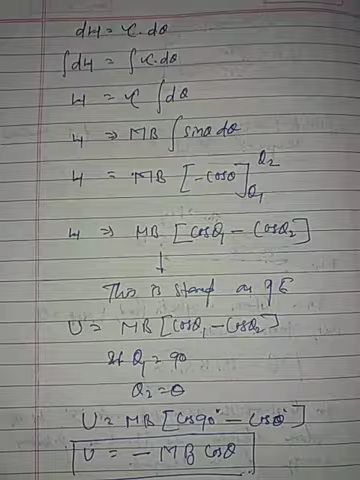 dW = τ. dθ
∫dW = ∫τ. dθ
W = τ ∫dθ
W ⇒ MB ∫sinθ dθ
W = MB [-cosθ]θ₁^θ₂
W ⇒ MB [cosθ₁ - cosθ₂]
↓
This is stored as
U = MB [cosθ₁ - cosθ₂]
If θ₁ = 90
θ₂ = θ
U = MB [cos90° - cosθ°]
U = - MB cosθ